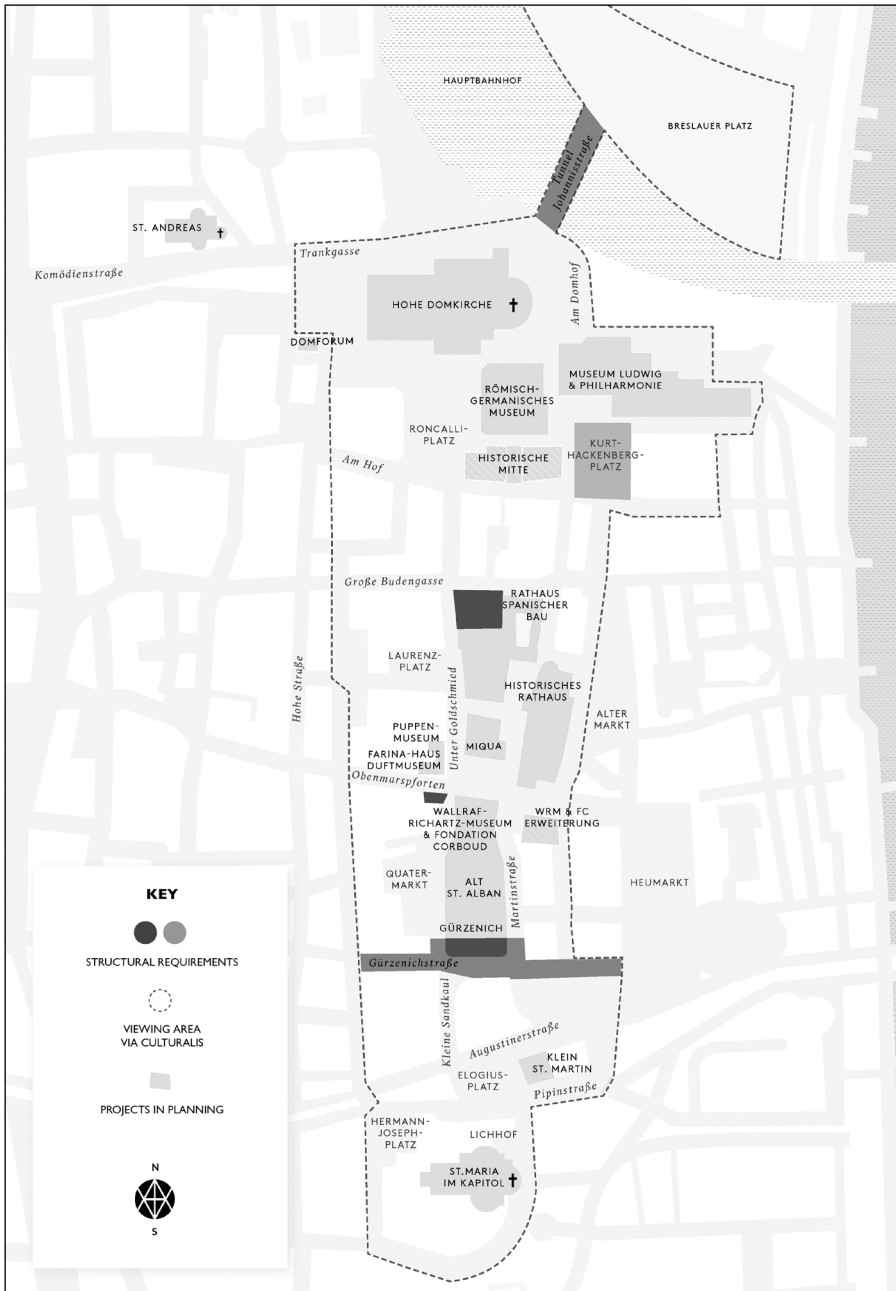 HAUPTBAHNHOF
BRESLAUER PLATZ
Tunnel
Johannisstraße
ST. ANDREAS
Komödienstraße
Trankgasse
Am Domhof
HOHE DOMKIRCHE
DOMFORUM
MUSEUM LUDWIG
& PHILHARMONIE
RÖMISCH-
GERMANISCHES
MUSEUM
RONCALLI-
PLATZ
KURT-
HACKENBERG-
PLATZ
Am Hof
HISTORISCHE
MITTE
Große Budengasse
RATHAUS
SPANISCHER
BAU
LAURENZ-
PLATZ
Hohe Straße
Unter Goldschmied
HISTORISCHES
RATHAUS
ALTER
MARKT
PUPPEN-
MUSEUM
MIQUA
FARINA-HAUS
DUFTMUSEUM
Obenmarspforten
WALLRAF-
RICHARTZ-MUSEUM
& FONDATION
CORBOUD
WRM & FC
ERWEITERUNG
QUATER-
MARKT
ALT
ST. ALBAN
Martinstraße
HEUMARKT
GÜRZENICH
Gürzenichstraße
Kleine Sandkaul
Augustinerstraße
KLEIN
ST. MARTIN
ELOGIUS-
PLATZ
Pipinstraße
HERMANN-
JOSEPH-
PLATZ
LICHHOF
ST.MARIA
IM KAPITOL
KEY
STRUCTURAL REQUIREMENTS
VIEWING AREA
VIA CULTURALIS
PROJECTS IN PLANNING
N
S